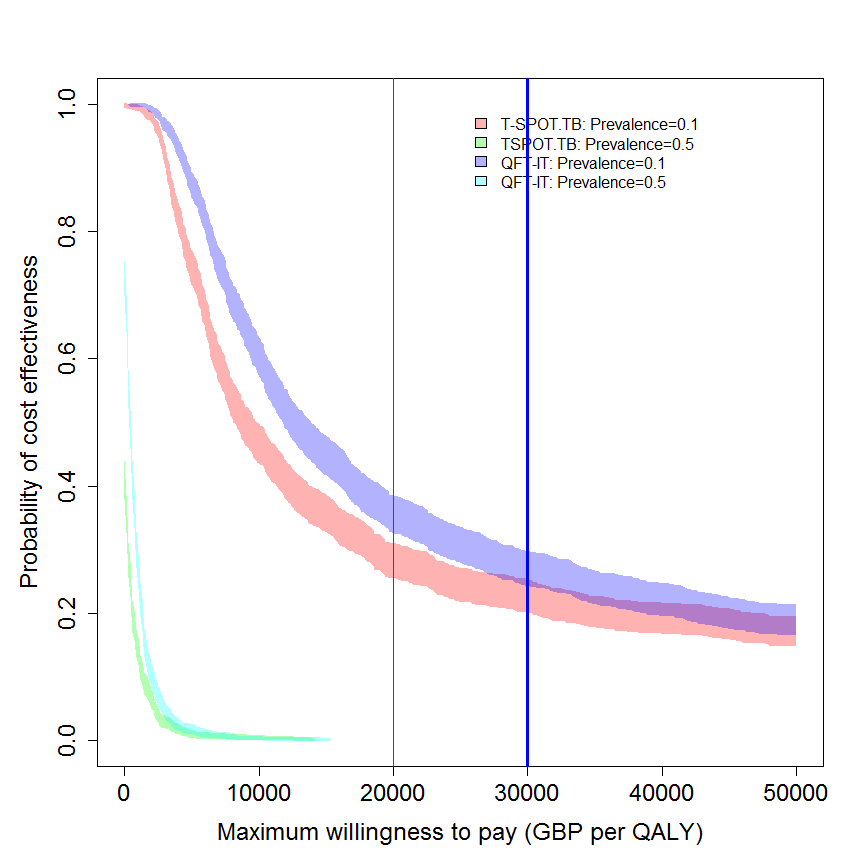 T-SPOT.TB: Prevalence=0.1
TSPOT.TB: Prevalence=0.5
QFT-IT: Prevalence=0.1
QFT-IT: Prevalence=0.5
Probability of cost effectiveness
1.0
0.8
0.6
0.4
0.2
0.0
0 10000 20000 30000 40000 50000
Maximum willingness to pay (GBP per QALY)